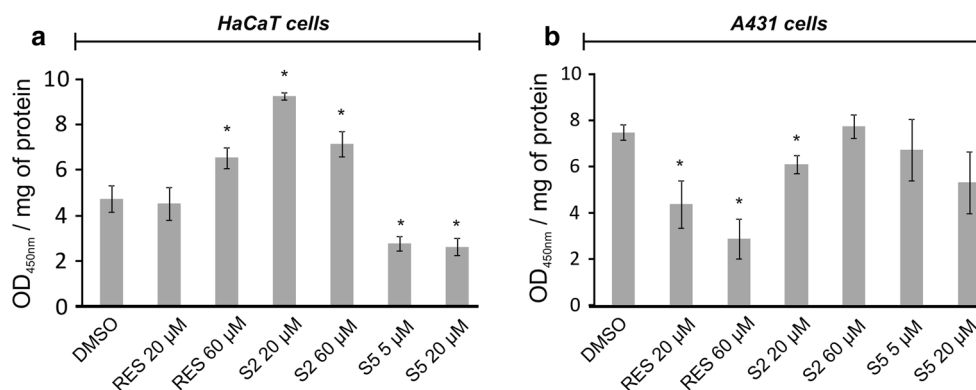 a
HaCaT cells
OD450nm / mg of protein
10
8
6
4
2
0
*
*
*
*
*
DMSO
RES 20 µM
RES 60 µM
S2 20 µM
S2 60 µM
S5 5 µM
S5 20 µM
b
A431 cells
OD450nm / mg of protein
10
8
6
4
2
0
*
*
*
DMSO
RES 20 µM
RES 60 µM
S2 20 µM
S2 60 µM
S5 5 µM
S5 20 µM